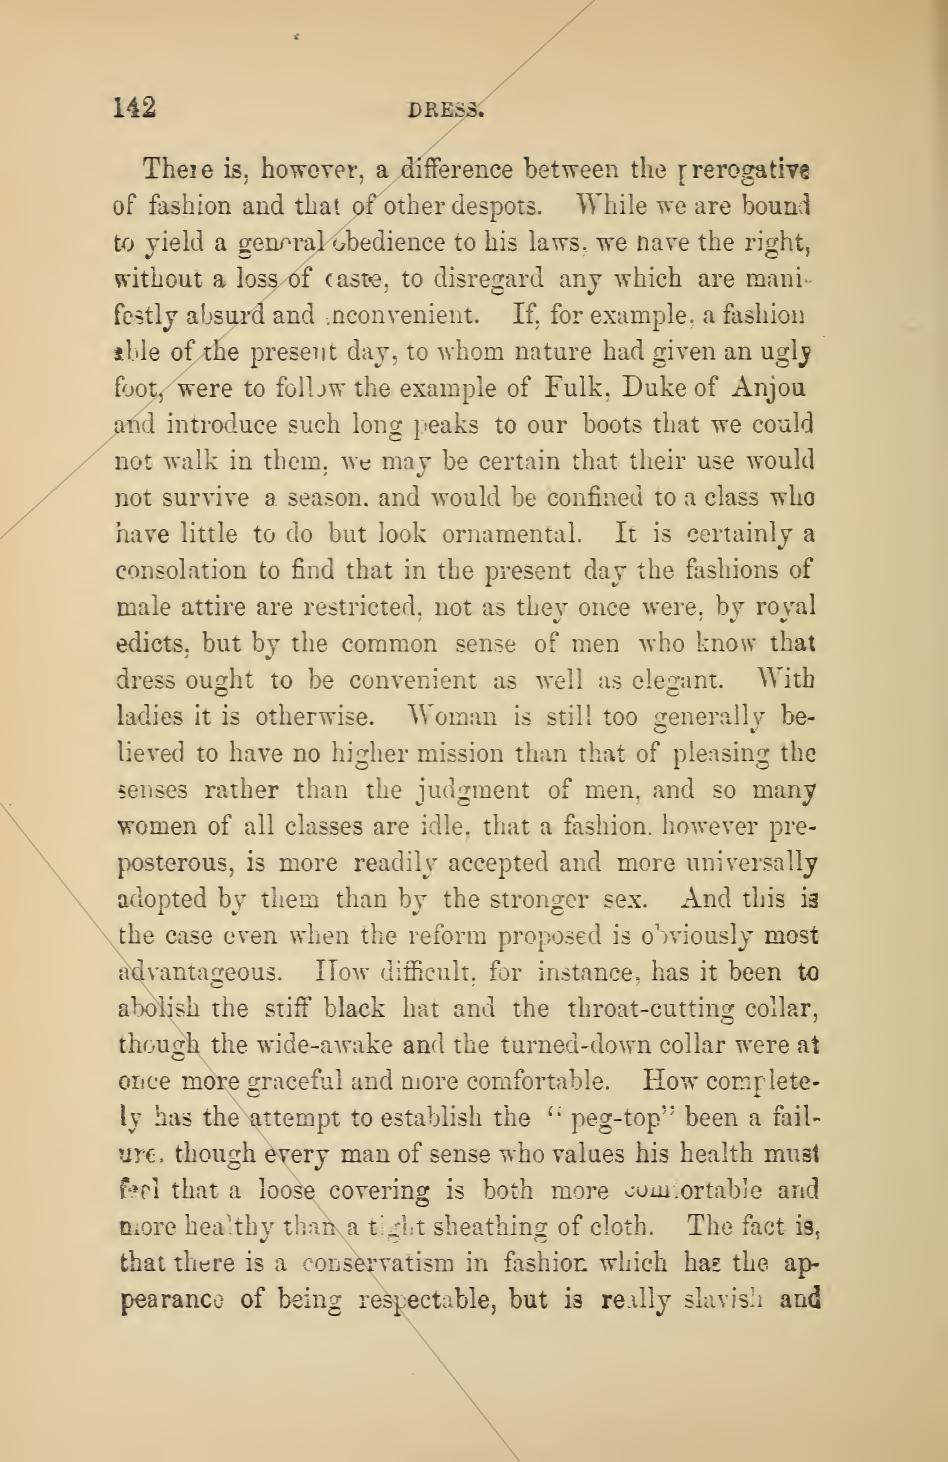 142 DRESS.
There is, however, a difference between the prerogative
of fashion and that of other despots. While we are bound
to yield a general obedience to his laws, we have the right,
without a loss of caste, to disregard any which are mani-
festly absurd and inconvenient. If, for example, a fashion
able of the present day, to whom nature had given an ugly
foot, were to follow the example of Fulk, Duke of Anjou
and introduce such long peaks to our boots that we could
not walk in them, we may be certain that their use would
not survive a season, and would be confined to a class who
have little to do but look ornamental. It is certainly a
consolation to find that in the present day the fashions of
male attire are restricted, not as they once were, by royal
edicts, but by the common sense of men who know that
dress ought to be convenient as well as elegant. With
ladies it is otherwise. Woman is still too generally be-
lieved to have no higher mission than that of pleasing the
senses rather than the judgment of men, and so many
women of all classes are idle, that a fashion, however pre-
posterous, is more readily accepted and more universally
adopted by them than by the stronger sex. And this is
the case even when the reform proposed is obviously most
advantageous. How difficult, for instance, has it been to
abolish the stiff black hat and the throat-cutting collar,
though the wide-awake and the turned-down collar were at
once more graceful and more comfortable. How complete-
ly has the attempt to establish the " peg-top" been a fail-
ure, though every man of sense who values his health must
feel that a loose covering is both more comfortable and
more healthy than a tight sheathing of cloth. The fact is,
that there is a conservatism in fashion which has the ap-
pearance of being respectable, but is really slavish and